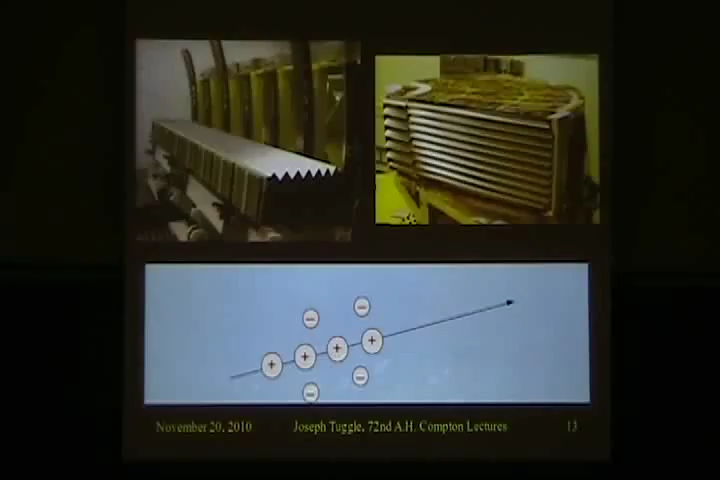 + + + +
November 20, 2010 Joseph Tuggle, 72nd A.H. Compton Lectures 13